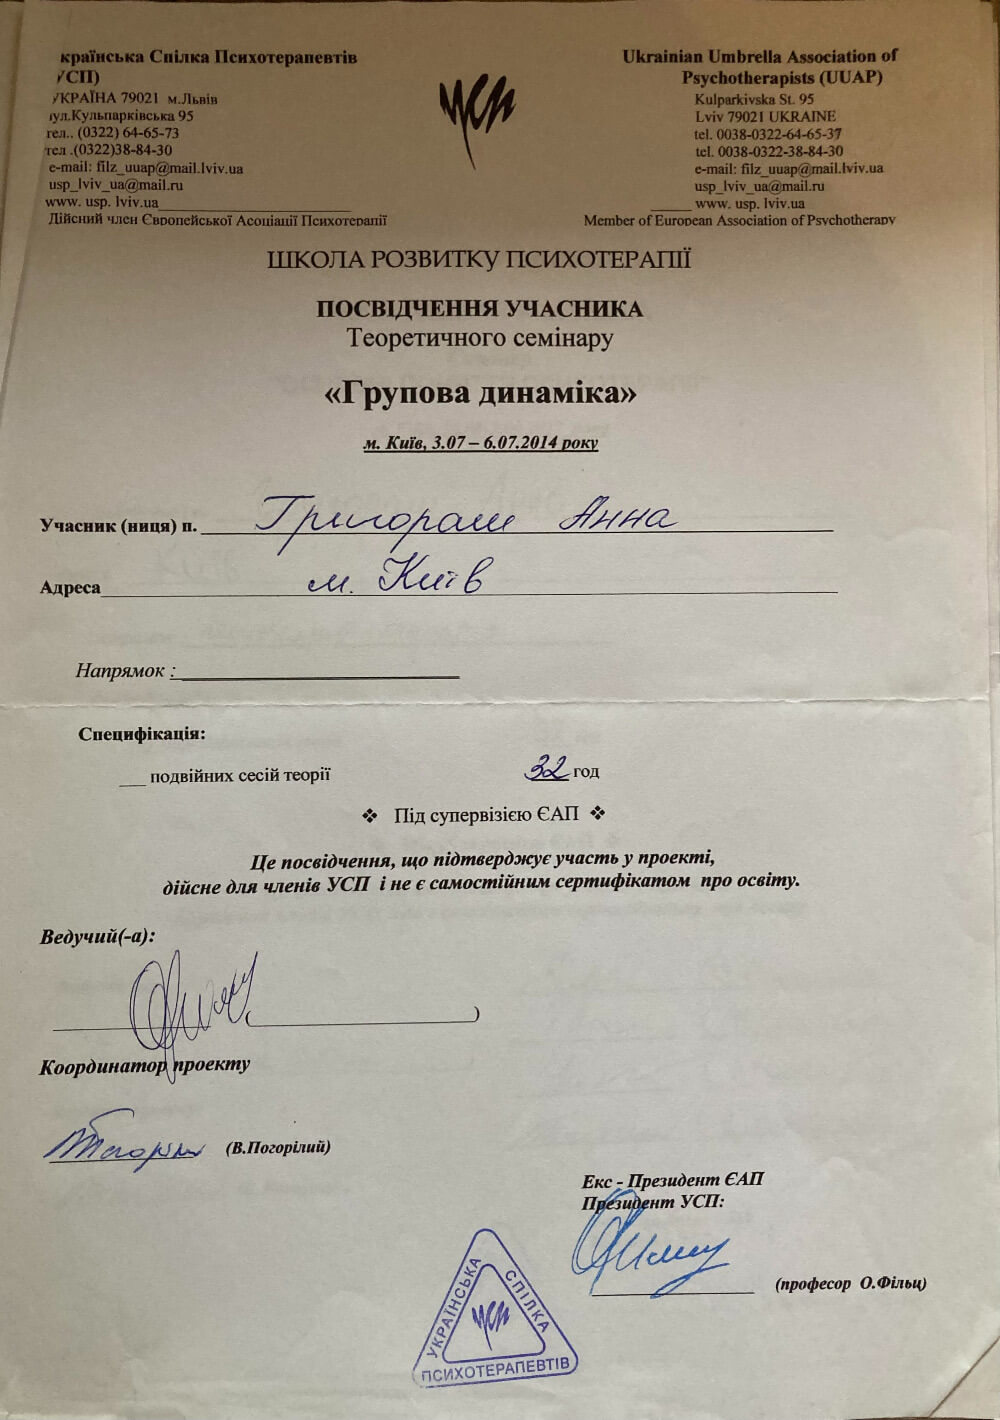 країнська Спілка Психотерапевтів
УСП)
УКРАЇНА 79021 м.Львів
вул.Кульпарківська 95
тел.. (0322) 64-65-73
тел .(0322)38-84-30
e-mail: filz_uuap@mail.lviv.ua
usp_lviv_ua@mail.ru
www. usp. lviv.ua
Дійсний член Європейської Асоціації Психотерапії
усп
Ukrainian Umbrella Association of
Psychotherapists (UUAP)
Kulparkivska St. 95
Lviv 79021 UKRAINE
tel. 0038-0322-64-65-37
tel. 0038-0322-38-84-30
e-mail: filz_uuap@mail.lviv.ua
usp_lviv_ua@mail.ru
www. usp. lviv.ua
Member of European Association of Psychotherapy
ШКОЛА РОЗВИТКУ ПСИХОТЕРАПІЇ
ПОСВІДЧЕННЯ УЧАСНИКА
Теоретичного семінару
«Групова динаміка»
м. Київ, 3.07 – 6.07.2014 року
Учасник (ниця) п. Григораш Анна
Адреса м. Київ
Напрямок :
Специфікація:
___ подвійних сесій теорії 32 год
❖ Під супервізією ЄАП ❖
Це посвідчення, що підтверджує участь у проекті,
дійсне для членів УСП і не є самостійним сертифікатом про освіту.
Ведучий(-а):
( )
Координатор проекту
(В.Погорілий)
Екс - Президент ЄАП
Президент УСП:
(професор О.Фільц)
УКРАЇНСЬКА СПІЛКА ПСИХОТЕРАПЕВТІВ
усп